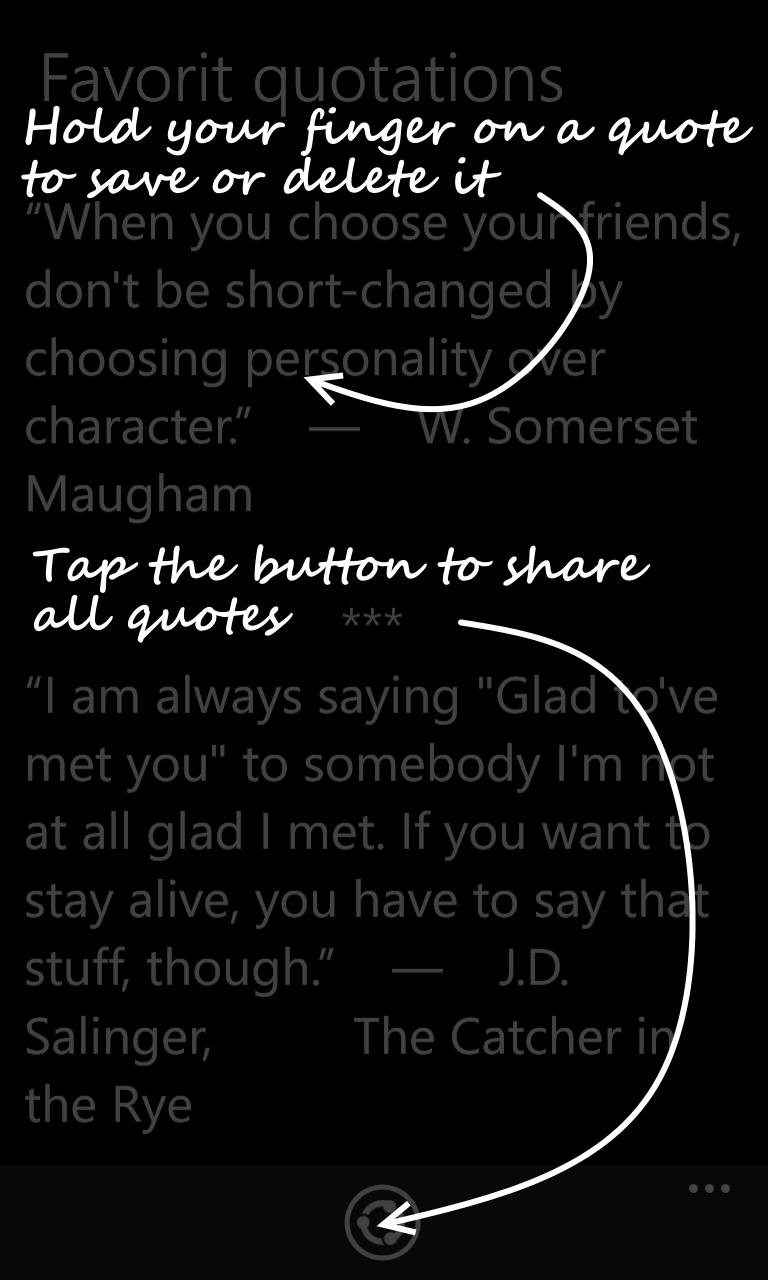 Favorit quotations
Hold your finger on a quote
to save or delete it
“When you choose your friends,
don't be short-changed by
choosing personality over
character.” — W. Somerset
Maugham
Tap the button to share
all quotes
***
“I am always saying "Glad to've
met you" to somebody I'm not
at all glad I met. If you want to
stay alive, you have to say that
stuff, though.” — J.D.
Salinger, The Catcher in
the Rye